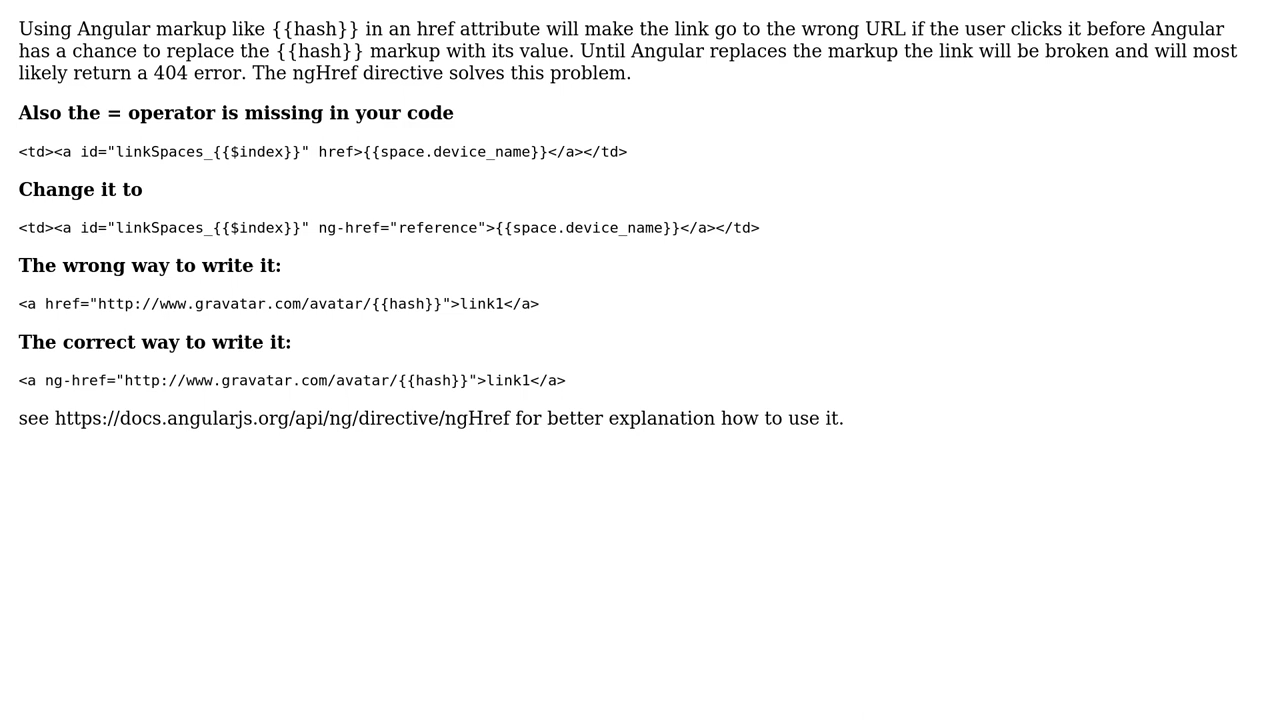 Using Angular markup like {{hash}} in an href attribute will make the link go to the wrong URL if the user clicks it before Angular
has a chance to replace the {{hash}} markup with its value. Until Angular replaces the markup the link will be broken and will most
likely return a 404 error. The ngHref directive solves this problem.
Also the = operator is missing in your code
<td><a id="linkSpaces_{{$index}}" href>{{space.device_name}}</a></td>
Change it to
<td><a id="linkSpaces_{{$index}}" ng-href="reference">{{space.device_name}}</a></td>
The wrong way to write it:
<a href="http://www.gravatar.com/avatar/{{hash}}">link1</a>
The correct way to write it:
<a ng-href="http://www.gravatar.com/avatar/{{hash}}">link1</a>
see https://docs.angularjs.org/api/ng/directive/ngHref for better explanation how to use it.